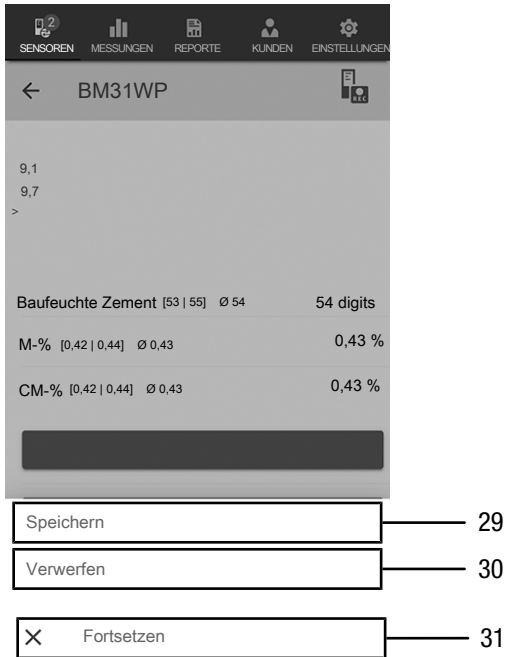 2
SENSOREN MESSUNGEN REPORTE KUNDEN EINSTELLUNGEN
← BM31WP
REC
9,1
9,7
>
Baufeuchte Zement [53 | 55] Ø 54 54 digits
M-% [0,42 | 0,44] Ø 0,43 0,43 %
CM-% [0,42 | 0,44] Ø 0,43 0,43 %
Speichern 29
Verwerfen 30
✕ Fortsetzen 31